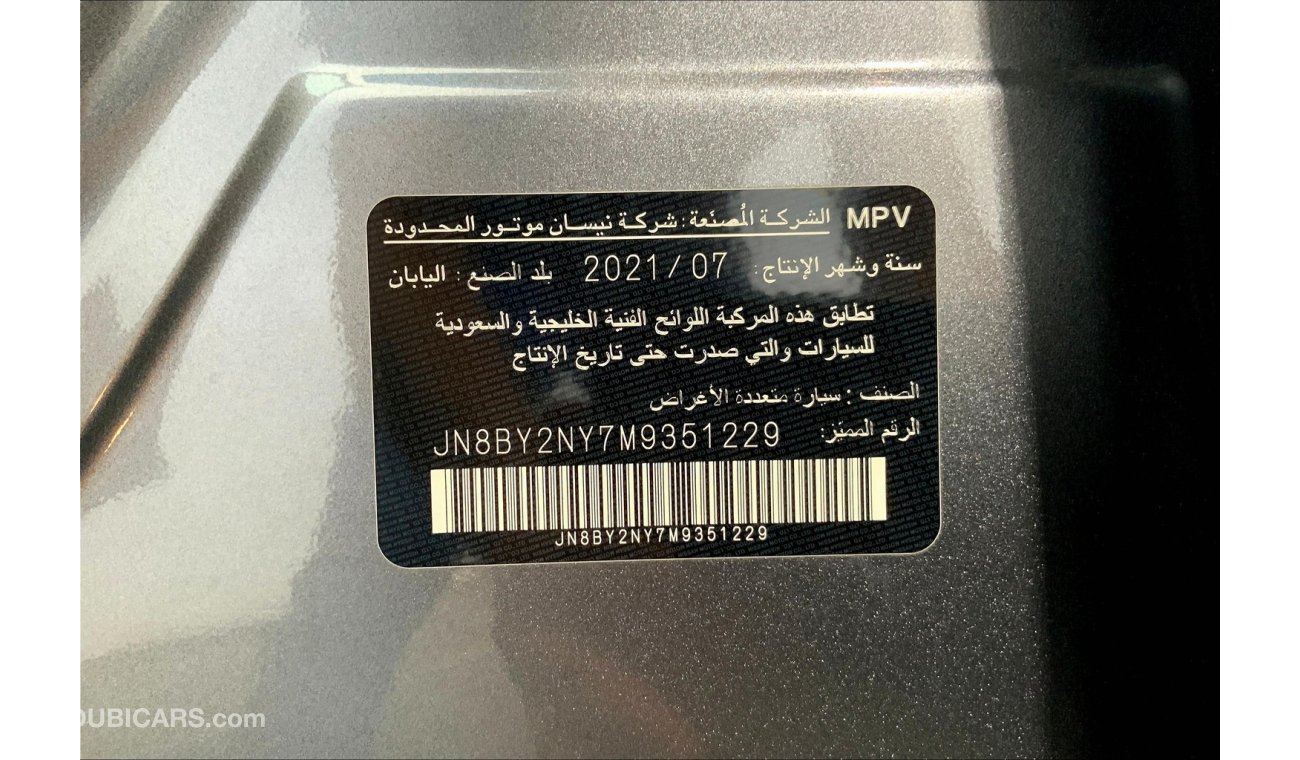 MPV الشركة المُصنّعة: شركة نيسان موتور المحدودة
سنة وشهر الإنتاج: 2021/07 بلد الصنع: اليابان
تطابق هذه المركبة اللوائح الفنية الخليجية والسعودية
للسيارات والتي صدرت حتى تاريخ الإنتاج
الصنف: سيارة متعددة الأغراض
الرقم المميّز: JN8BY2NY7M9351229
JN8BY2NY7M9351229
DUBICARS.com